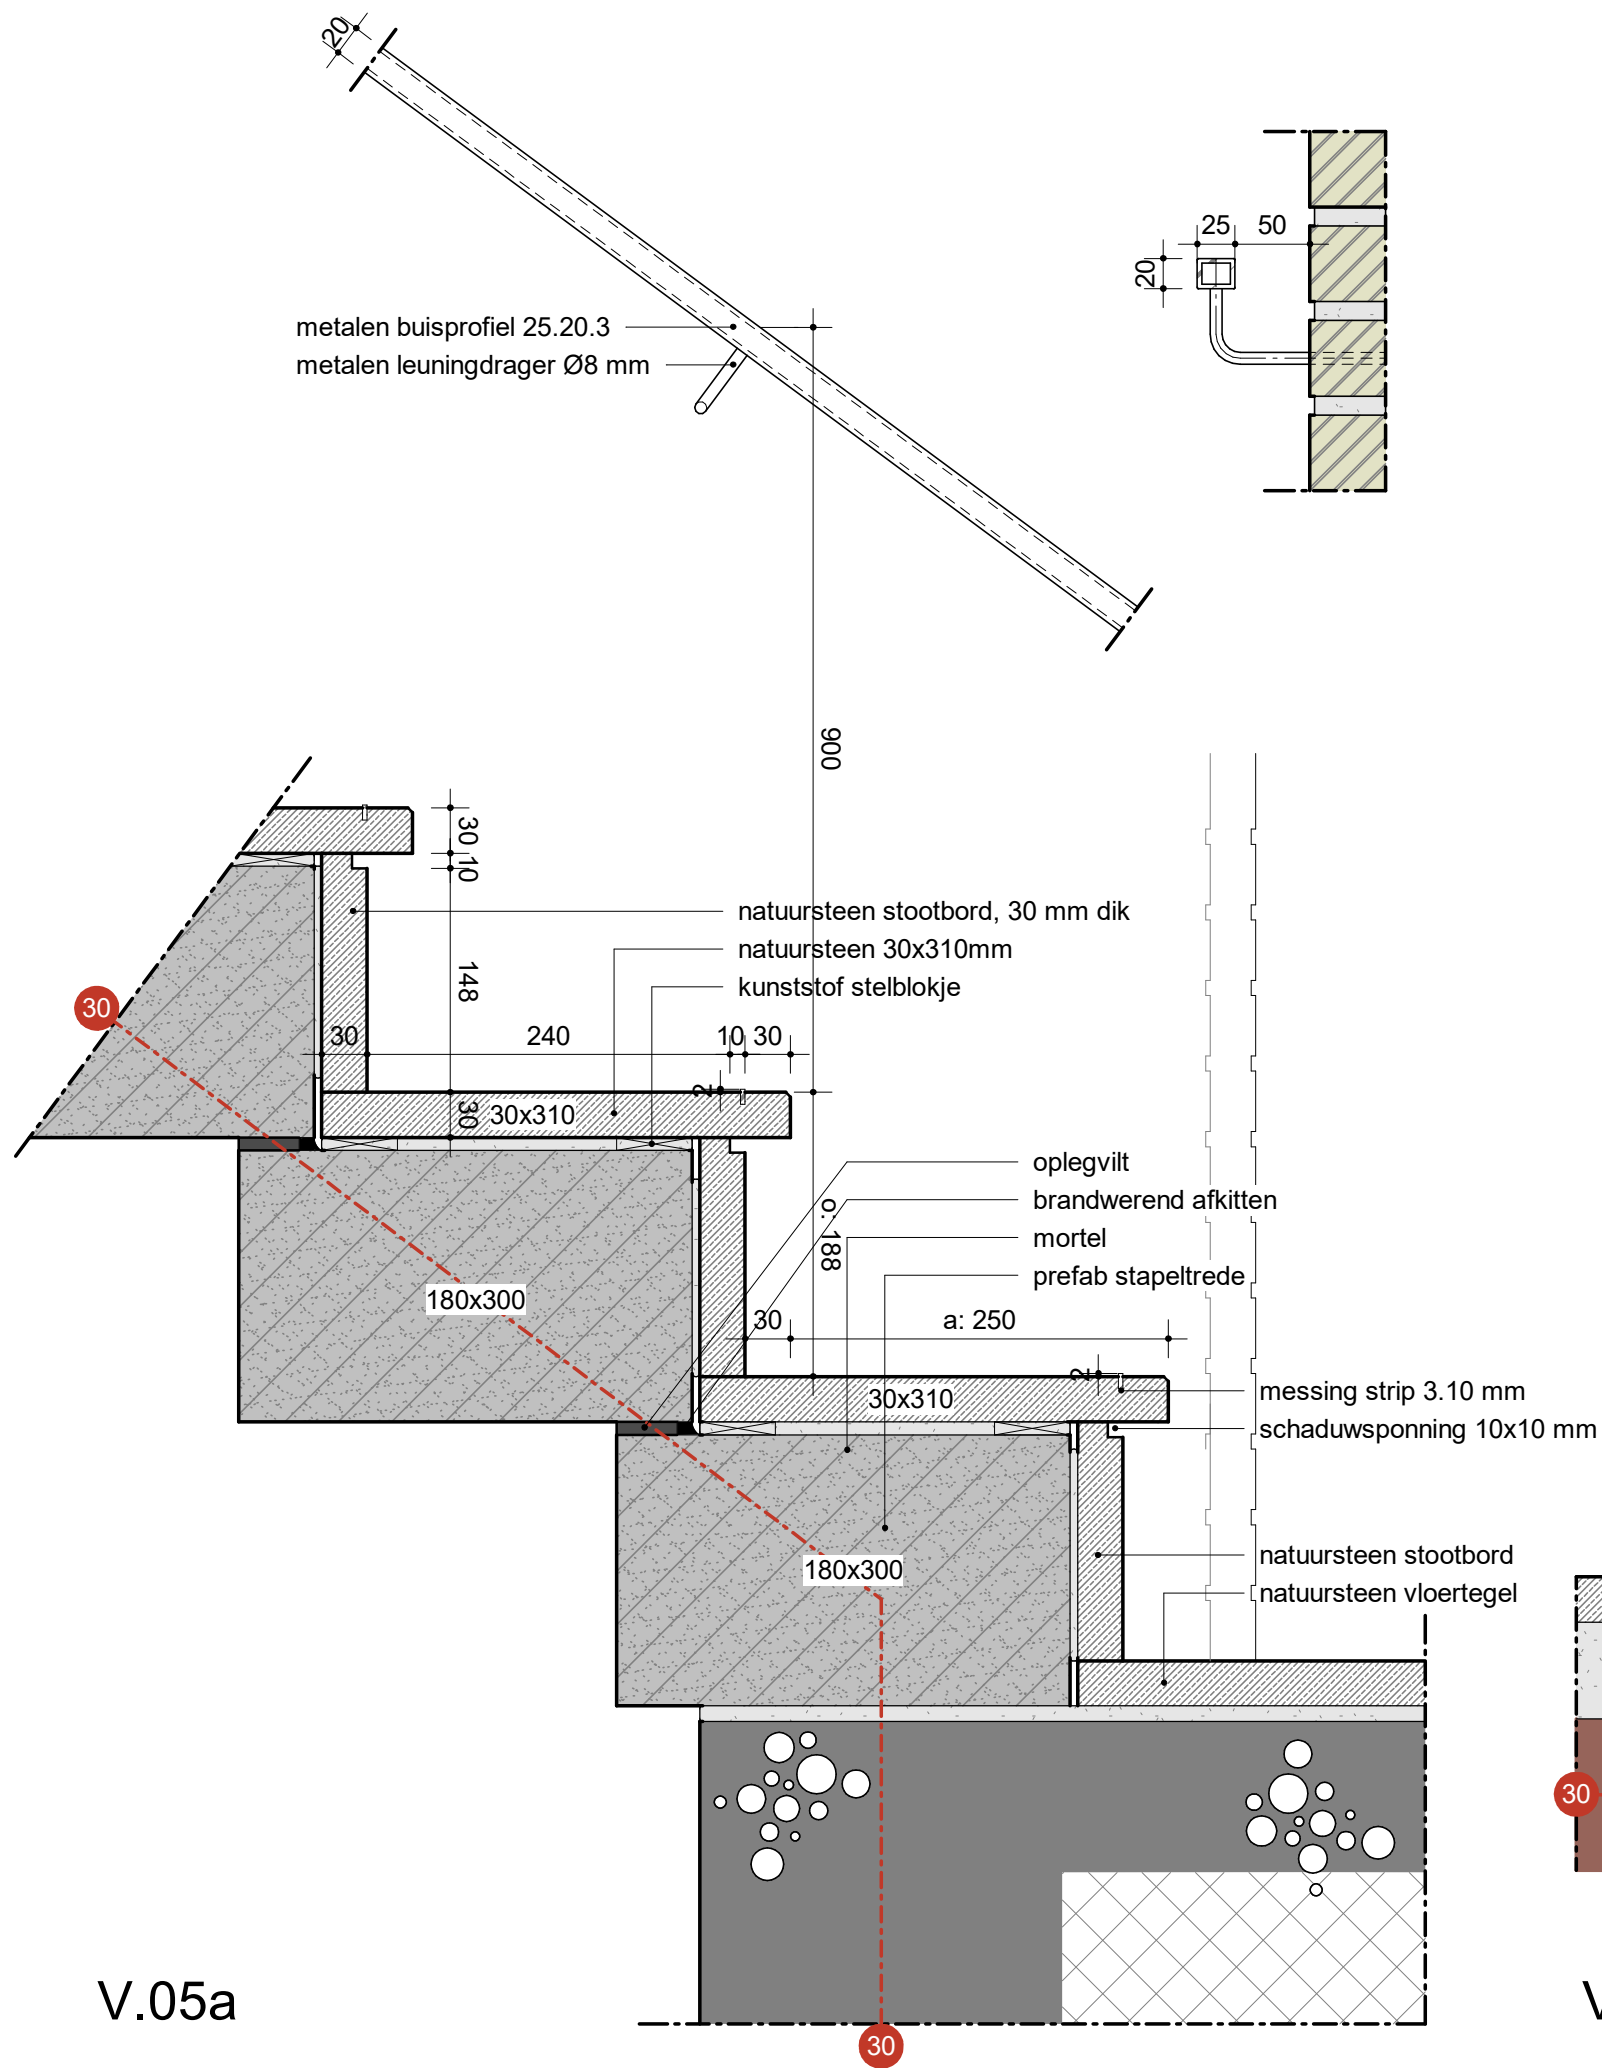 20
25 50
20
metalen buisprofiel 25.20.3
metalen leuningdrager Ø8 mm
900
30
10
148
natuursteen stootbord, 30 mm dik
natuursteen 30x310mm
kunststof stelblokje
30
30 240 10 30
2
30
30x310
oplegvilt
brandwerend afkitten
mortel
prefab stapeltrede
o: 188
180x300
30 a: 250
2
30x310
messing strip 3.10 mm
schaduwsponning 10x10 mm
180x300
natuursteen stootbord
natuursteen vloertegel
30
V.05a
30